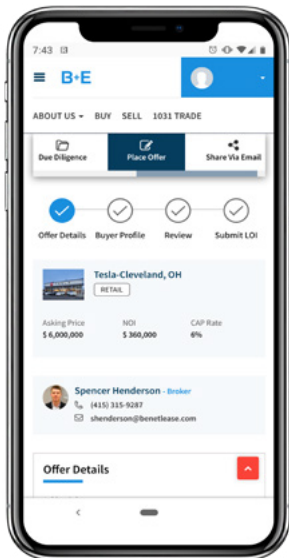 7:43
B+E
ABOUT US BUY SELL 1031 TRADE
Due Diligence Place Offer Share Via Email
Offer Details Buyer Profile Review Submit LOI
Tesla-Cleveland, OH
RETAIL
Asking Price NOI CAP Rate
$ 6,000,000 $ 360,000 6%
Spencer Henderson - Broker
(415) 315-9287
shenderson@benetlease.com
Offer Details